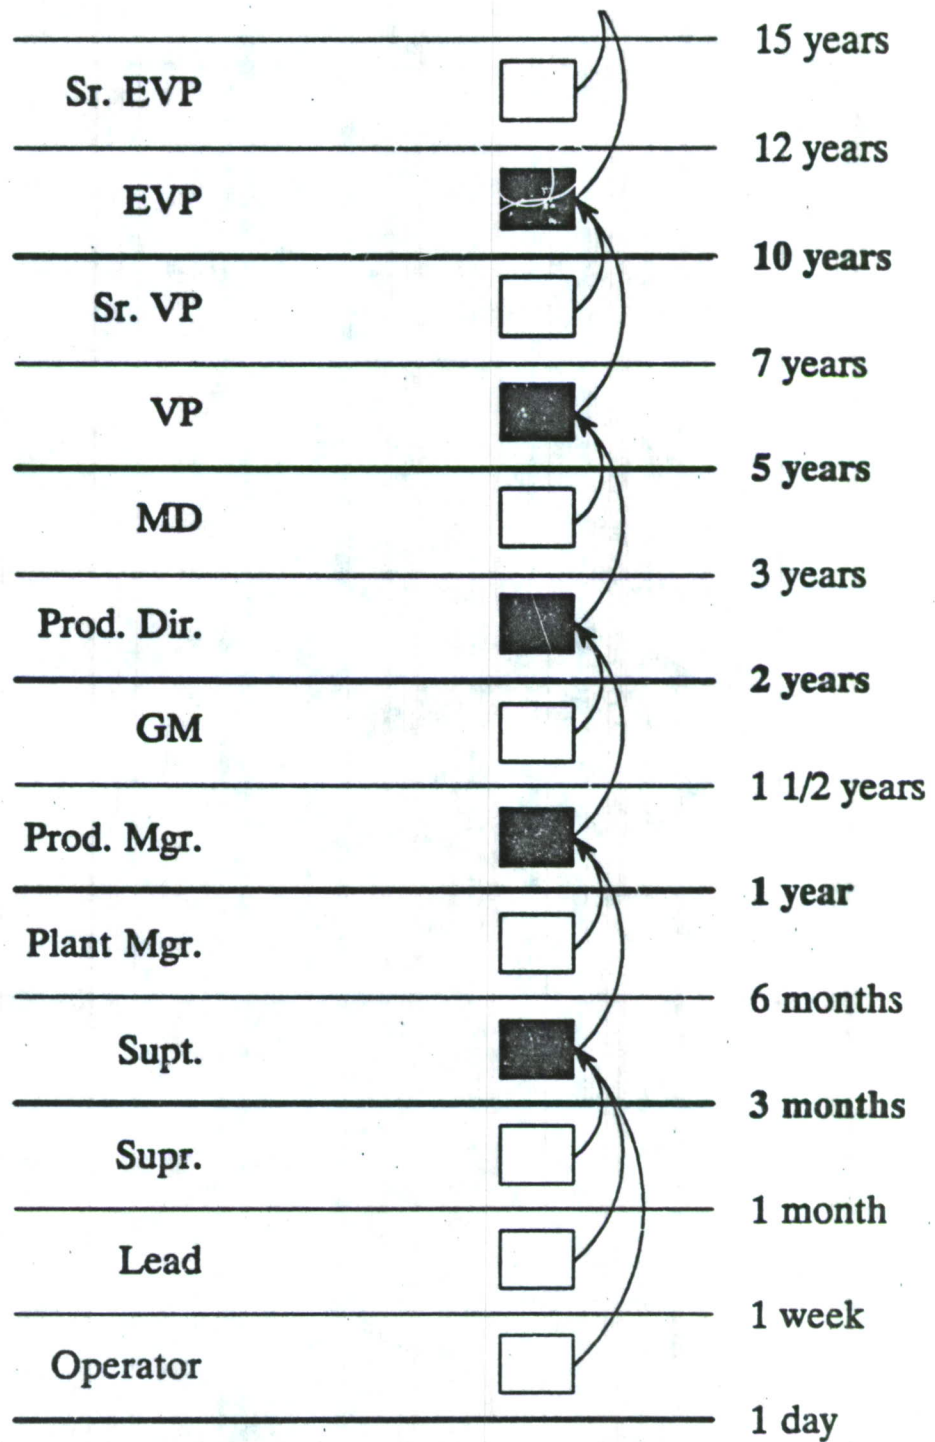 15 years
Sr. EVP
12 years
EVP
10 years
Sr. VP
7 years
VP
5 years
MD
3 years
Prod. Dir.
2 years
GM
1 1/2 years
Prod. Mgr.
1 year
Plant Mgr.
6 months
Supt.
3 months
Supr.
1 month
Lead
1 week
Operator
1 day